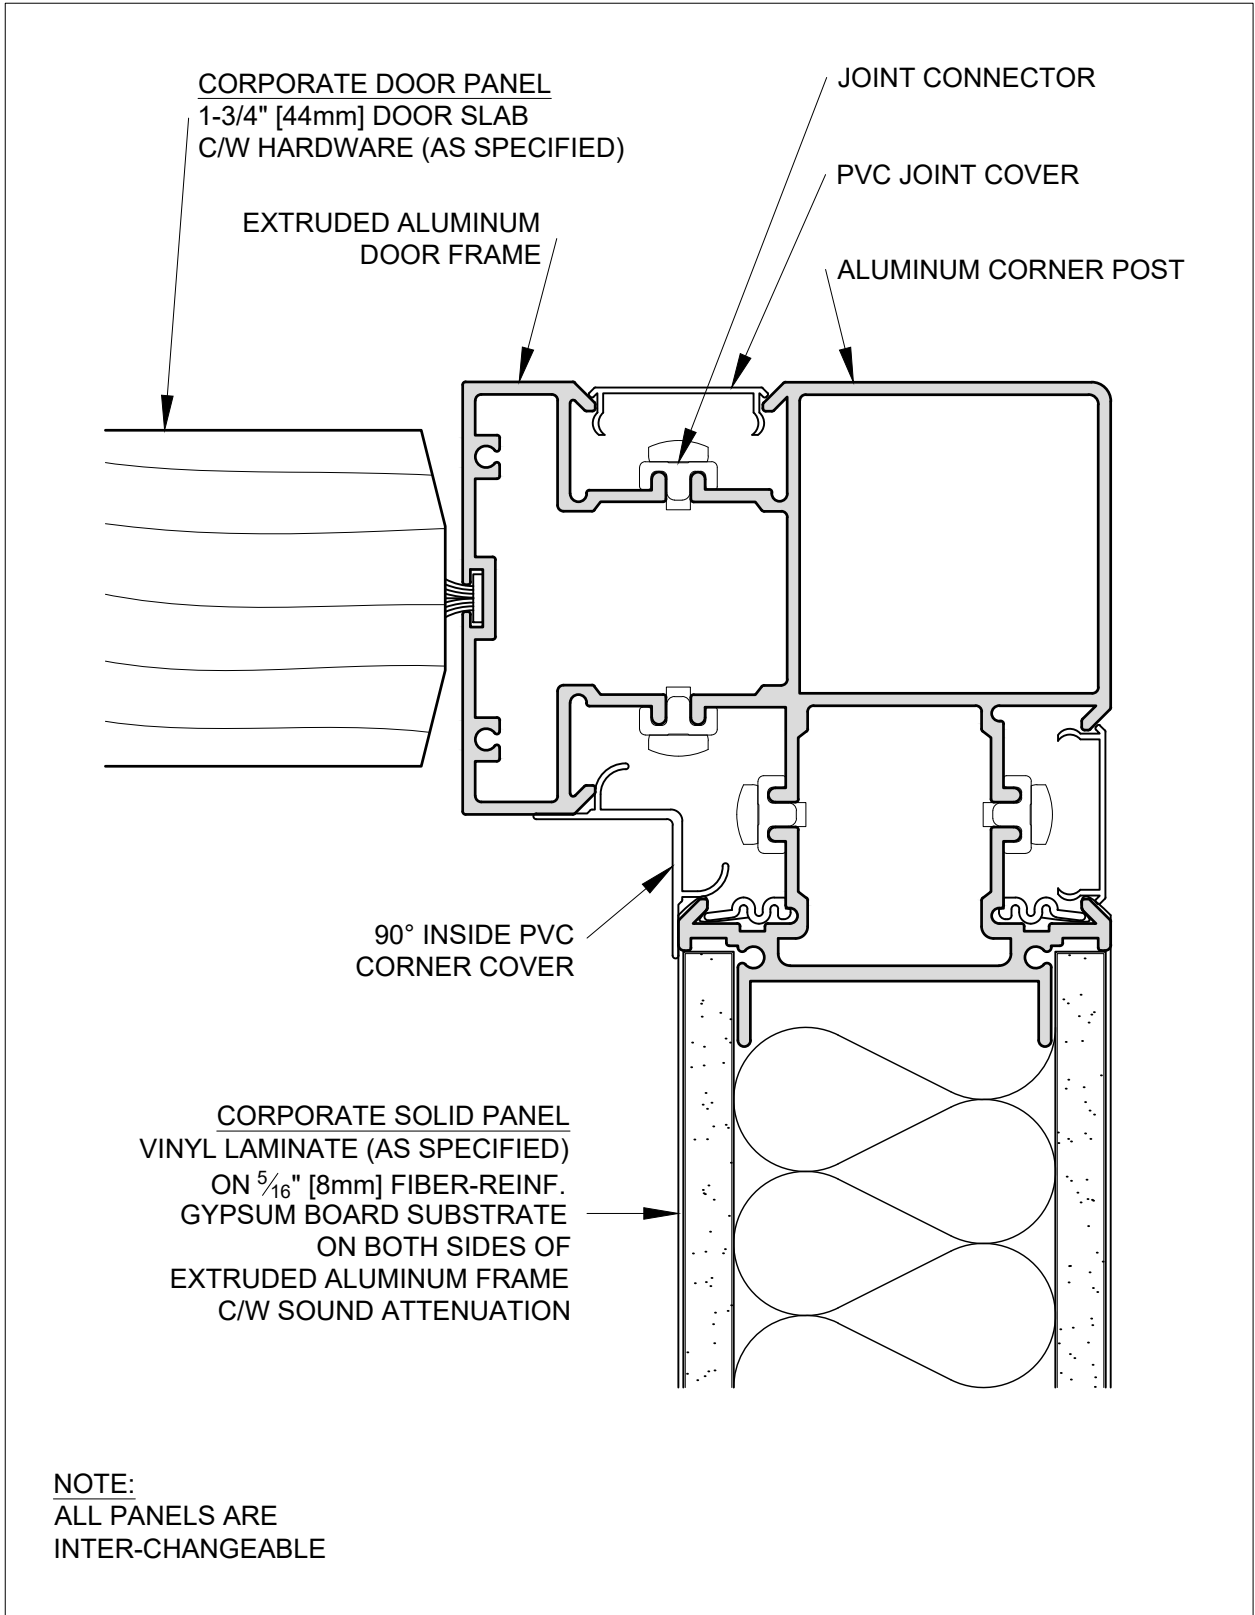 CORPORATE DOOR PANEL
1-3/4" [44mm] DOOR SLAB
C/W HARDWARE (AS SPECIFIED)
EXTRUDED ALUMINUM
DOOR FRAME
JOINT CONNECTOR
PVC JOINT COVER
ALUMINUM CORNER POST
90° INSIDE PVC
CORNER COVER
CORPORATE SOLID PANEL
VINYL LAMINATE (AS SPECIFIED)
ON 5/16" [8mm] FIBER-REINF.
GYPSUM BOARD SUBSTRATE
ON BOTH SIDES OF
EXTRUDED ALUMINUM FRAME
C/W SOUND ATTENUATION
NOTE:
ALL PANELS ARE
INTER-CHANGEABLE